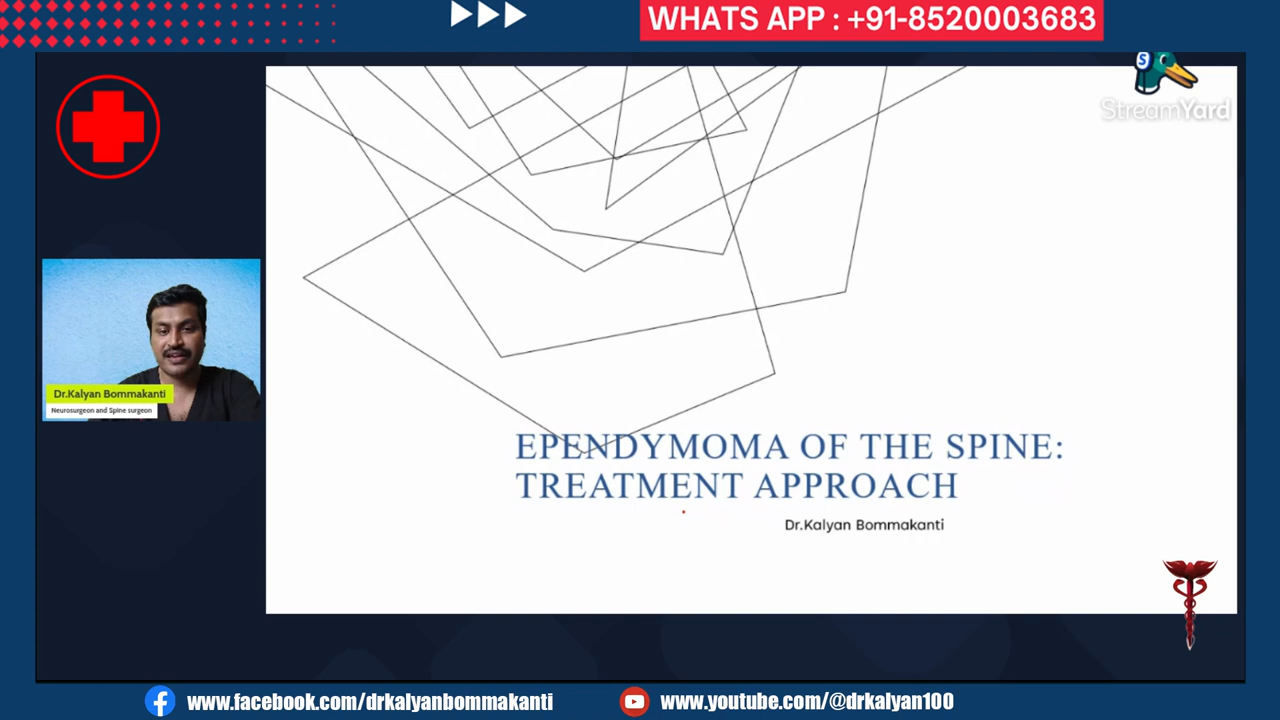 WHATS APP : +91-8520003683
S
StreamYard
Dr.Kalyan Bommakanti
Neurosurgeon and Spine surgeon
EPENDYMOMA OF THE SPINE:
TREATMENT APPROACH
Dr.Kalyan Bommakanti
www.facebook.com/drkalyanbommakanti
www.youtube.com/@drkalyan100